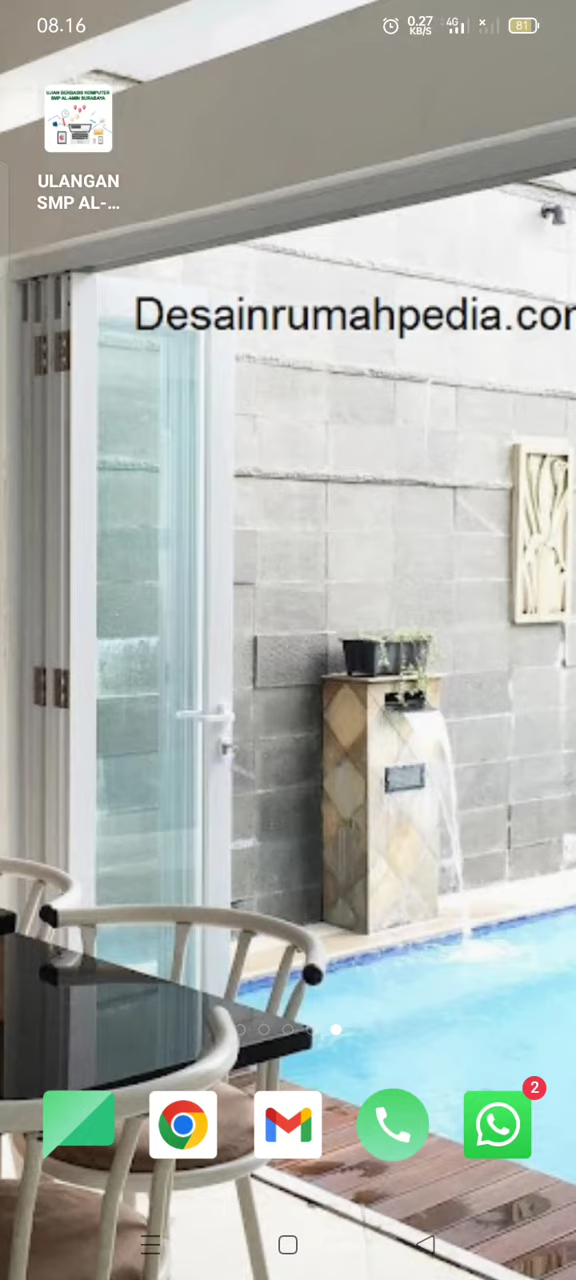 08.16
0.27
KB/S
4G
81
UJIAN BERBASIS KOMPUTER
SMP AL-AMIN SURABAYA
ULANGAN
SMP AL-...
Desainrumahpedia.com
2